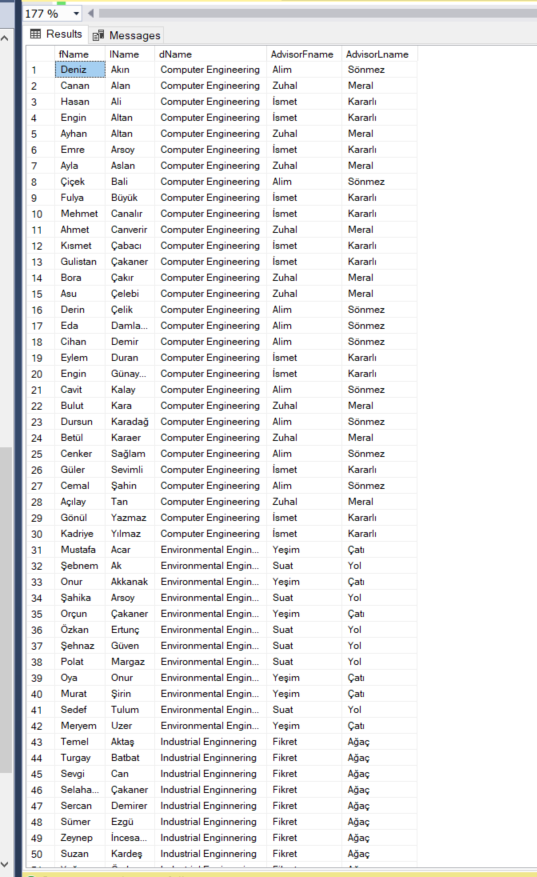 177 %
Results Messages
fName lName dName AdvisorFname AdvisorLname
1 Deniz Akın Computer Engineering Alim Sönmez
2 Canan Alan Computer Engineering Zuhal Meral
3 Hasan Ali Computer Engineering İsmet Kararlı
4 Engin Altan Computer Engineering İsmet Kararlı
5 Ayhan Altan Computer Engineering Zuhal Meral
6 Emre Arsoy Computer Engineering İsmet Kararlı
7 Ayla Aslan Computer Engineering Zuhal Meral
8 Çiçek Bali Computer Engineering Alim Sönmez
9 Fulya Büyük Computer Engineering İsmet Kararlı
10 Mehmet Canalır Computer Engineering İsmet Kararlı
11 Ahmet Canverir Computer Engineering Zuhal Meral
12 Kısmet Çabacı Computer Engineering İsmet Kararlı
13 Gulistan Çakaner Computer Engineering İsmet Kararlı
14 Bora Çakır Computer Engineering Zuhal Meral
15 Asu Çelebi Computer Engineering Zuhal Meral
16 Derin Çelik Computer Engineering Alim Sönmez
17 Eda Damla... Computer Engineering Alim Sönmez
18 Cihan Demir Computer Engineering Alim Sönmez
19 Eylem Duran Computer Engineering İsmet Kararlı
20 Engin Günay... Computer Engineering İsmet Kararlı
21 Cavit Kalay Computer Engineering Alim Sönmez
22 Bulut Kara Computer Engineering Zuhal Meral
23 Dursun Karadağ Computer Engineering Alim Sönmez
24 Betül Karaer Computer Engineering Zuhal Meral
25 Cenker Sağlam Computer Engineering Alim Sönmez
26 Güler Sevimli Computer Engineering İsmet Kararlı
27 Cemal Şahin Computer Engineering Alim Sönmez
28 Açılay Tan Computer Engineering Zuhal Meral
29 Gönül Yazmaz Computer Engineering İsmet Kararlı
30 Kadriye Yılmaz Computer Engineering İsmet Kararlı
31 Mustafa Acar Environmental Engin... Yeşim Çatı
32 Şebnem Ak Environmental Engin... Suat Yol
33 Onur Akkanak Environmental Engin... Yeşim Çatı
34 Şahika Arsoy Environmental Engin... Suat Yol
35 Orçun Çakaner Environmental Engin... Yeşim Çatı
36 Özkan Ertunç Environmental Engin... Suat Yol
37 Şehnaz Güven Environmental Engin... Suat Yol
38 Polat Margaz Environmental Engin... Suat Yol
39 Oya Onur Environmental Engin... Yeşim Çatı
40 Murat Şirin Environmental Engin... Yeşim Çatı
41 Sedef Tulum Environmental Engin... Suat Yol
42 Meryem Uzer Environmental Engin... Yeşim Çatı
43 Temel Aktaş Industrial Enginnering Fikret Ağaç
44 Turgay Batbat Industrial Enginnering Fikret Ağaç
45 Sevgi Can Industrial Enginnering Fikret Ağaç
46 Selaha... Çakaner Industrial Enginnering Fikret Ağaç
47 Sercan Demirer Industrial Enginnering Fikret Ağaç
48 Sümer Ezgü Industrial Enginnering Fikret Ağaç
49 Zeynep İncesa... Industrial Enginnering Fikret Ağaç
50 Suzan Kardeş Industrial Enginnering Fikret Ağaç